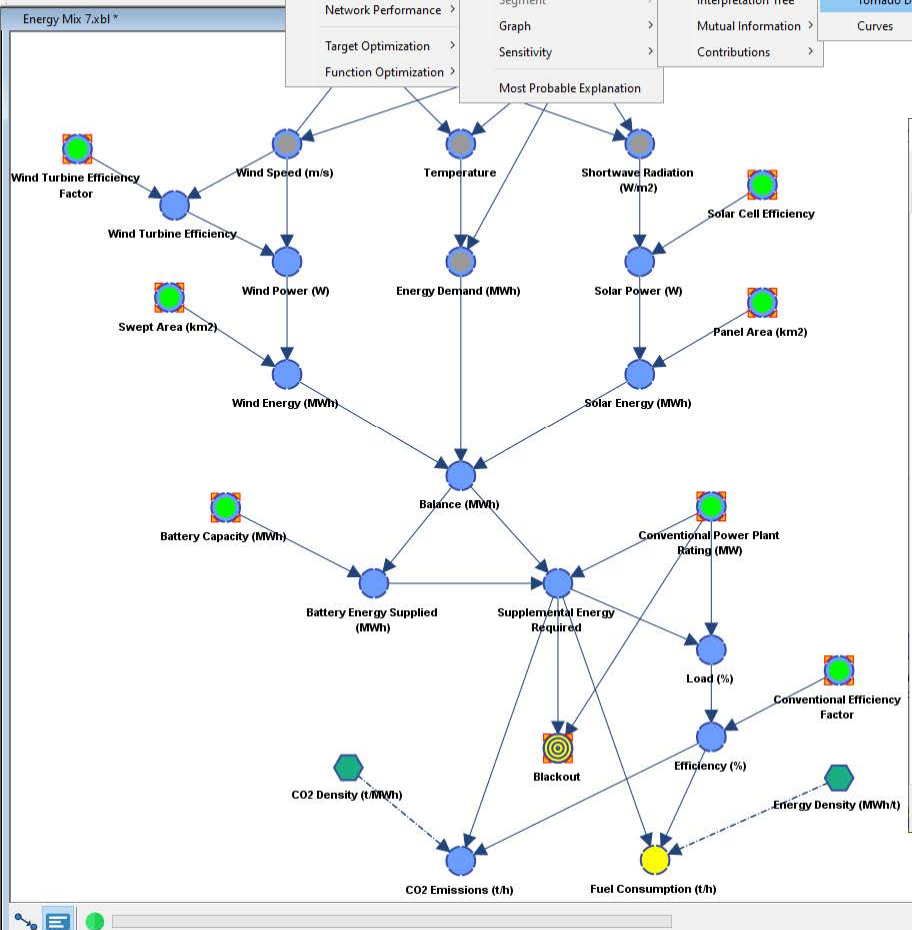 Energy Mix 7.xbl *
Network Performance
Target Optimization
Function Optimization
Segment
Graph
Sensitivity
Most Probable Explanation
Interpretation Tree
Mutual Information
Contributions
Tornado D
Curves
Wind Turbine Efficiency
Factor
Wind Speed (m/s)
Temperature
Shortwave Radiation
(W/m2)
Solar Cell Efficiency
Wind Turbine Efficiency
Wind Power (W)
Energy Demand (MWh)
Solar Power (W)
Swept Area (km2)
Panel Area (km2)
Wind Energy (MWh)
Solar Energy (MWh)
Balance (MWh)
Battery Capacity (MWh)
Conventional Power Plant
Rating (MW)
Battery Energy Supplied
(MWh)
Supplemental Energy
Required
Load (%)
Conventional Efficiency
Factor
Efficiency (%)
Blackout
CO2 Density (t/MWh)
Energy Density (MWh/t)
CO2 Emissions (t/h)
Fuel Consumption (t/h)